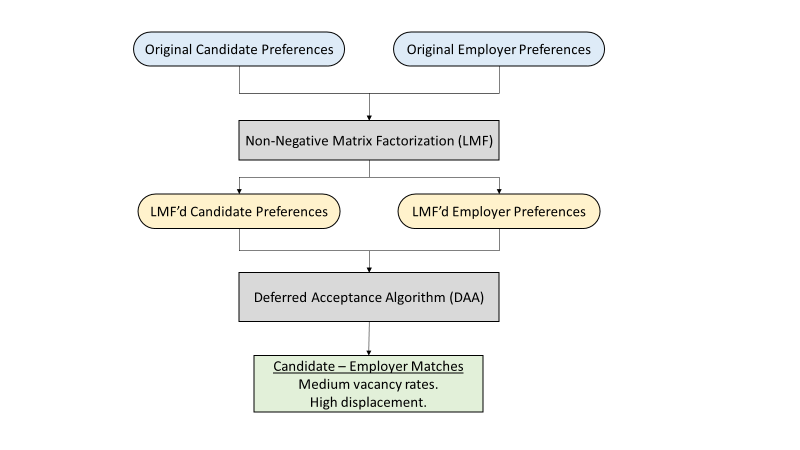 Original Candidate Preferences
Original Employer Preferences
Non-Negative Matrix Factorization (LMF)
LMF’d Candidate Preferences
LMF’d Employer Preferences
Deferred Acceptance Algorithm (DAA)
Candidate – Employer Matches
Medium vacancy rates.
High displacement.